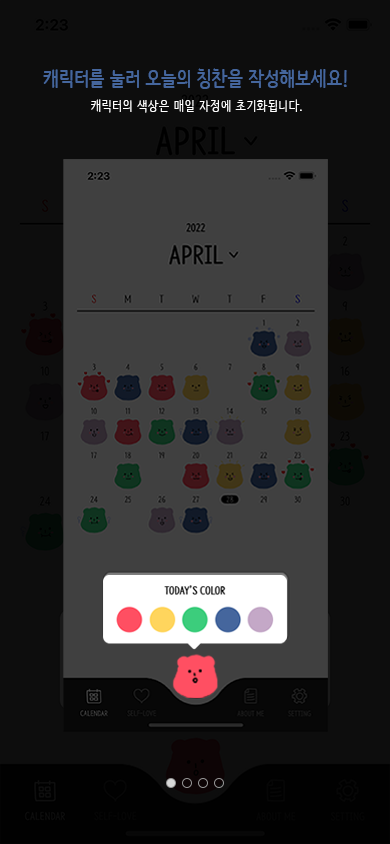 2:23
캐릭터를 눌러 오늘의 칭찬을 작성해보세요!
캐릭터의 색상은 매일 자정에 초기화됩니다.
APRIL
2:23
2022
APRIL
S M T W T F S
1 2
3 4 5 6 7 8 9
10 11 12 13 14 15 16
17 18 19 20 21 22 23
24 25 26 27 28 29 30
TODAY'S COLOR
CALENDAR SELF-LOVE ABOUT ME SETTING